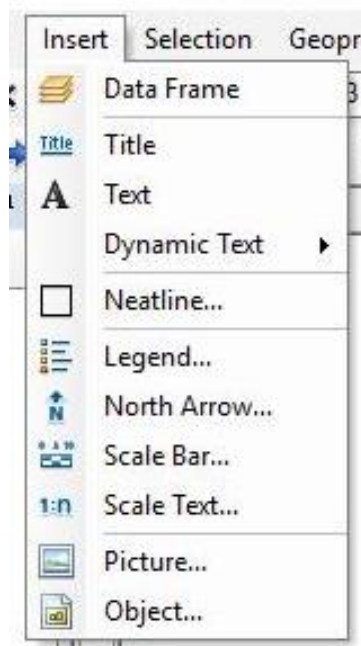 Insert Selection Geopr
Data Frame
Title Title
A Text
Dynamic Text
Neatline...
Legend...
N North Arrow...
Scale Bar...
1:n Scale Text...
Picture...
Object...